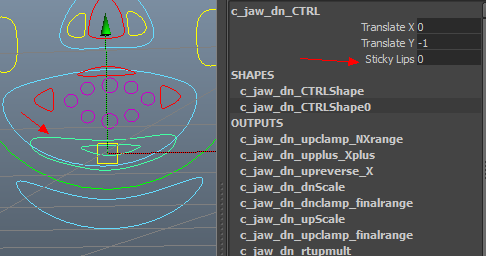 c_jaw_dn_CTRL
Translate X 0
Translate Y -1
Sticky Lips 0
SHAPES
c_jaw_dn_CTRLShape
c_jaw_dn_CTRLShape0
OUTPUTS
c_jaw_dn_upclamp_NXrange
c_jaw_dn_upplus_Xplus
c_jaw_dn_upreverse_X
c_jaw_dn_dnScale
c_jaw_dn_dnclamp_finalrange
c_jaw_dn_upScale
c_jaw_dn_upclamp_finalrange
c_jaw_dn_rtupmult